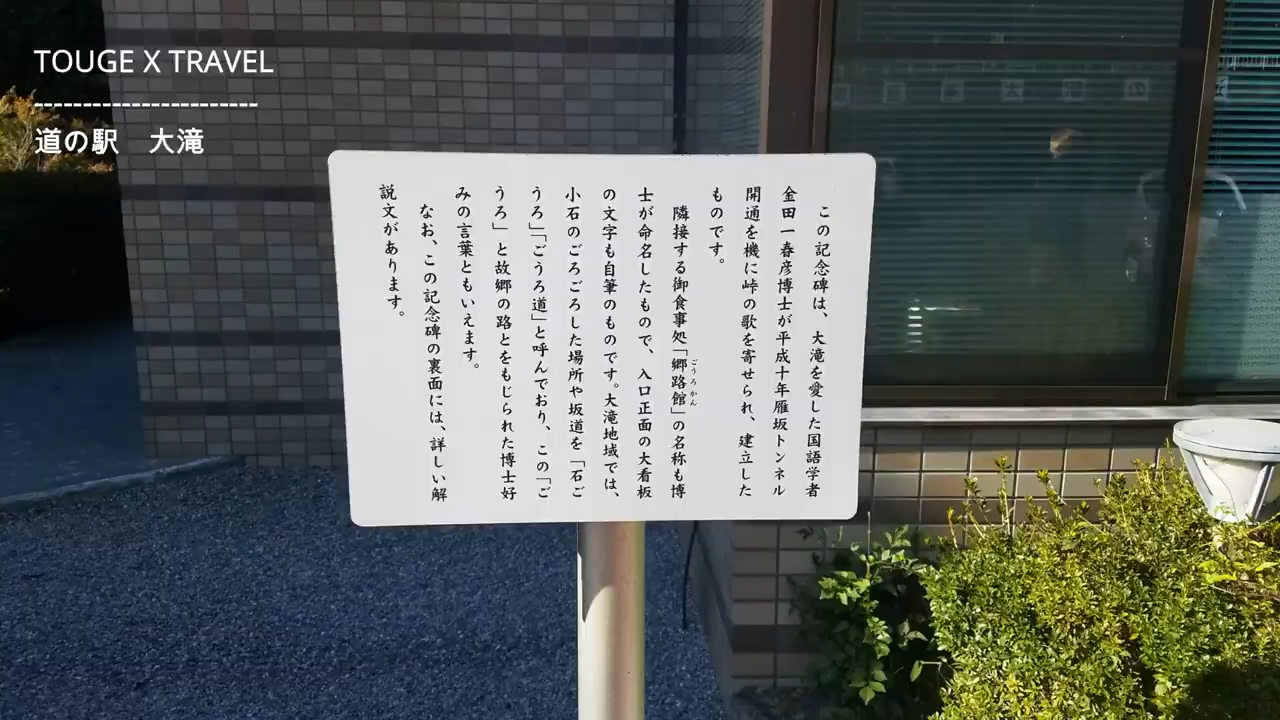 TOUGE X TRAVEL
-----------------------
道の駅　大滝
この記念碑は、大滝を愛した国語学者
金田一春彦博士が平成十年雁坂トンネル
開通を機に峠の歌を寄せられ、建立した
ものです。
隣接する御食事処「郷路館」の名称も博
ごうろかん
士が命名したもので、入口正面の大看板
の文字も自筆のものです。大滝地域では、
小石のごろごろした場所や坂道を「石ご
うろ」「ごうろ道」と呼んでおり、この「ご
うろ」と故郷の路とをもじられた博士好
みの言葉ともいえます。
なお、この記念碑の裏面には、詳しい解
説文があります。